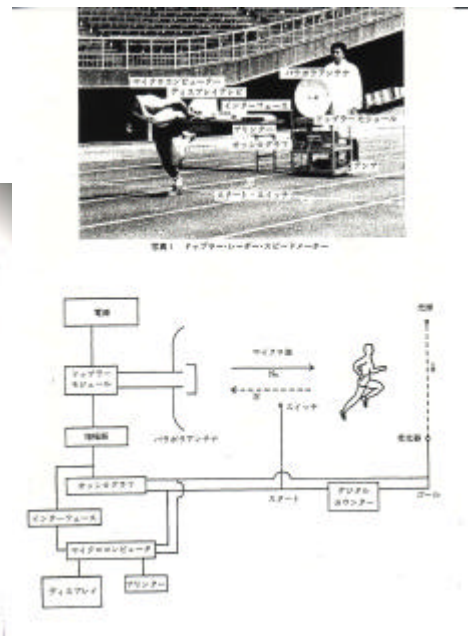 マイクロコンピューター
ディスプレイテレビ
インターフェース
プリンター
オッシログラフ
パラボラアンテナ
ドップラーモジュール
アンプ
スタート・スイッチ
写真1 ドップラー・レーダー・スピードメーター
電源
光源
マイクロ波
ドップラー
モジュール
スイッチ
パラボラアンテナ
増幅器
受光器
オッシログラフ
スタート
デジタル
カウンター
ゴール
インターフェース
マイクロコンピュータ
ディスプレイ
プリンター